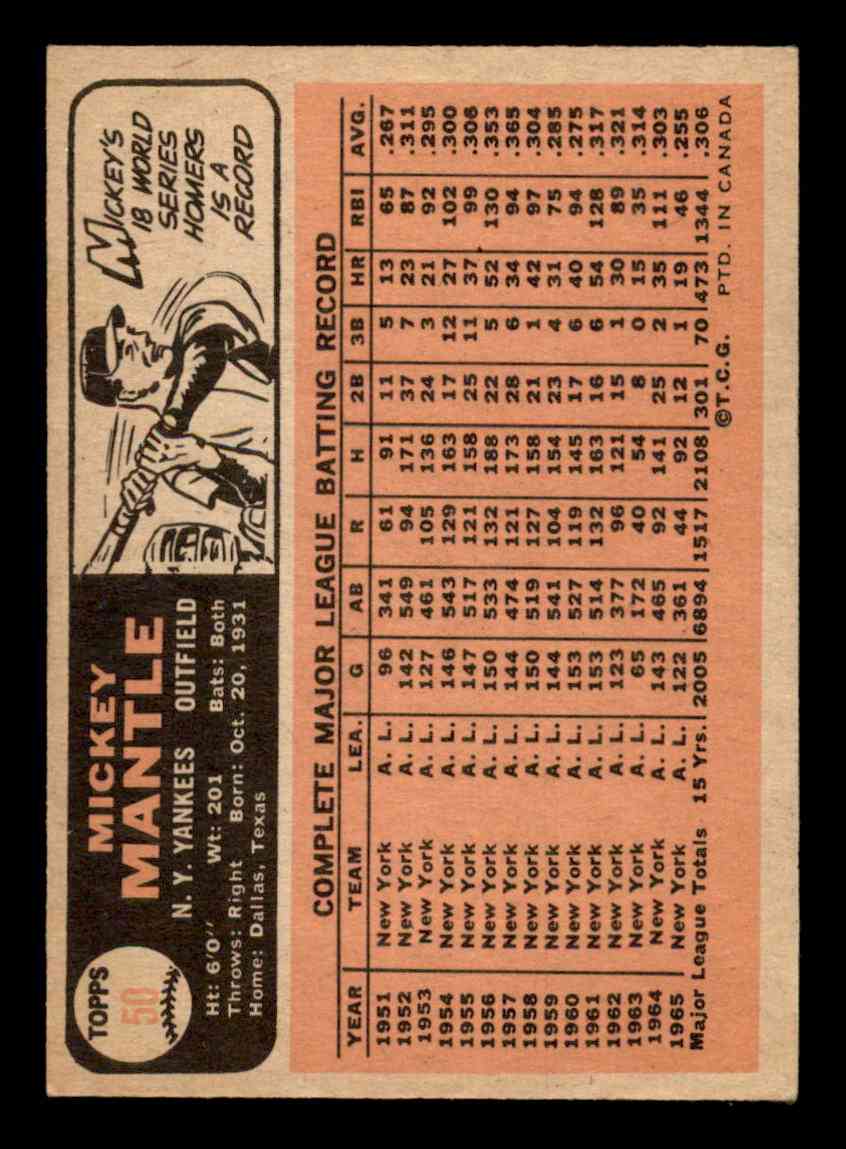 TOPPS
50
MICKEY
MANTLE
N. Y. YANKEES OUTFIELD
Ht: 6'0" Wt: 201 Bats: Both
Throws: Right Born: Oct. 20, 1931
Home: Dallas, Texas
MICKEY'S
18 WORLD
SERIES
HOMERS
IS A
RECORD
COMPLETE MAJOR LEAGUE BATTING RECORD
YEAR TEAM LEA. G AB R H 2B 3B HR RBI AVG.
1951 New York A. L. 96 341 61 91 11 5 13 65 .267
1952 New York A. L. 142 549 94 171 37 7 23 87 .311
1953 New York A. L. 127 461 105 136 24 3 21 92 .295
1954 New York A. L. 146 543 129 163 17 12 27 102 .300
1955 New York A. L. 147 517 121 158 25 11 37 99 .306
1956 New York A. L. 150 533 132 188 22 5 52 130 .353
1957 New York A. L. 144 474 121 173 28 6 34 94 .365
1958 New York A. L. 150 519 127 158 21 1 42 97 .304
1959 New York A. L. 144 541 104 154 23 4 31 75 .285
1960 New York A. L. 153 527 119 145 17 6 40 94 .275
1961 New York A. L. 153 514 132 163 16 6 54 128 .317
1962 New York A. L. 123 377 96 121 15 1 30 89 .321
1963 New York A. L. 65 172 40 54 8 0 15 35 .314
1964 New York A. L. 143 465 92 141 25 2 35 111 .303
1965 New York A. L. 122 361 44 92 12 1 19 46 .255
Major League Totals 15 Yrs. 2005 6894 1517 2108 301 70 473 1344 .306
©T.C.G. PTD. IN CANADA